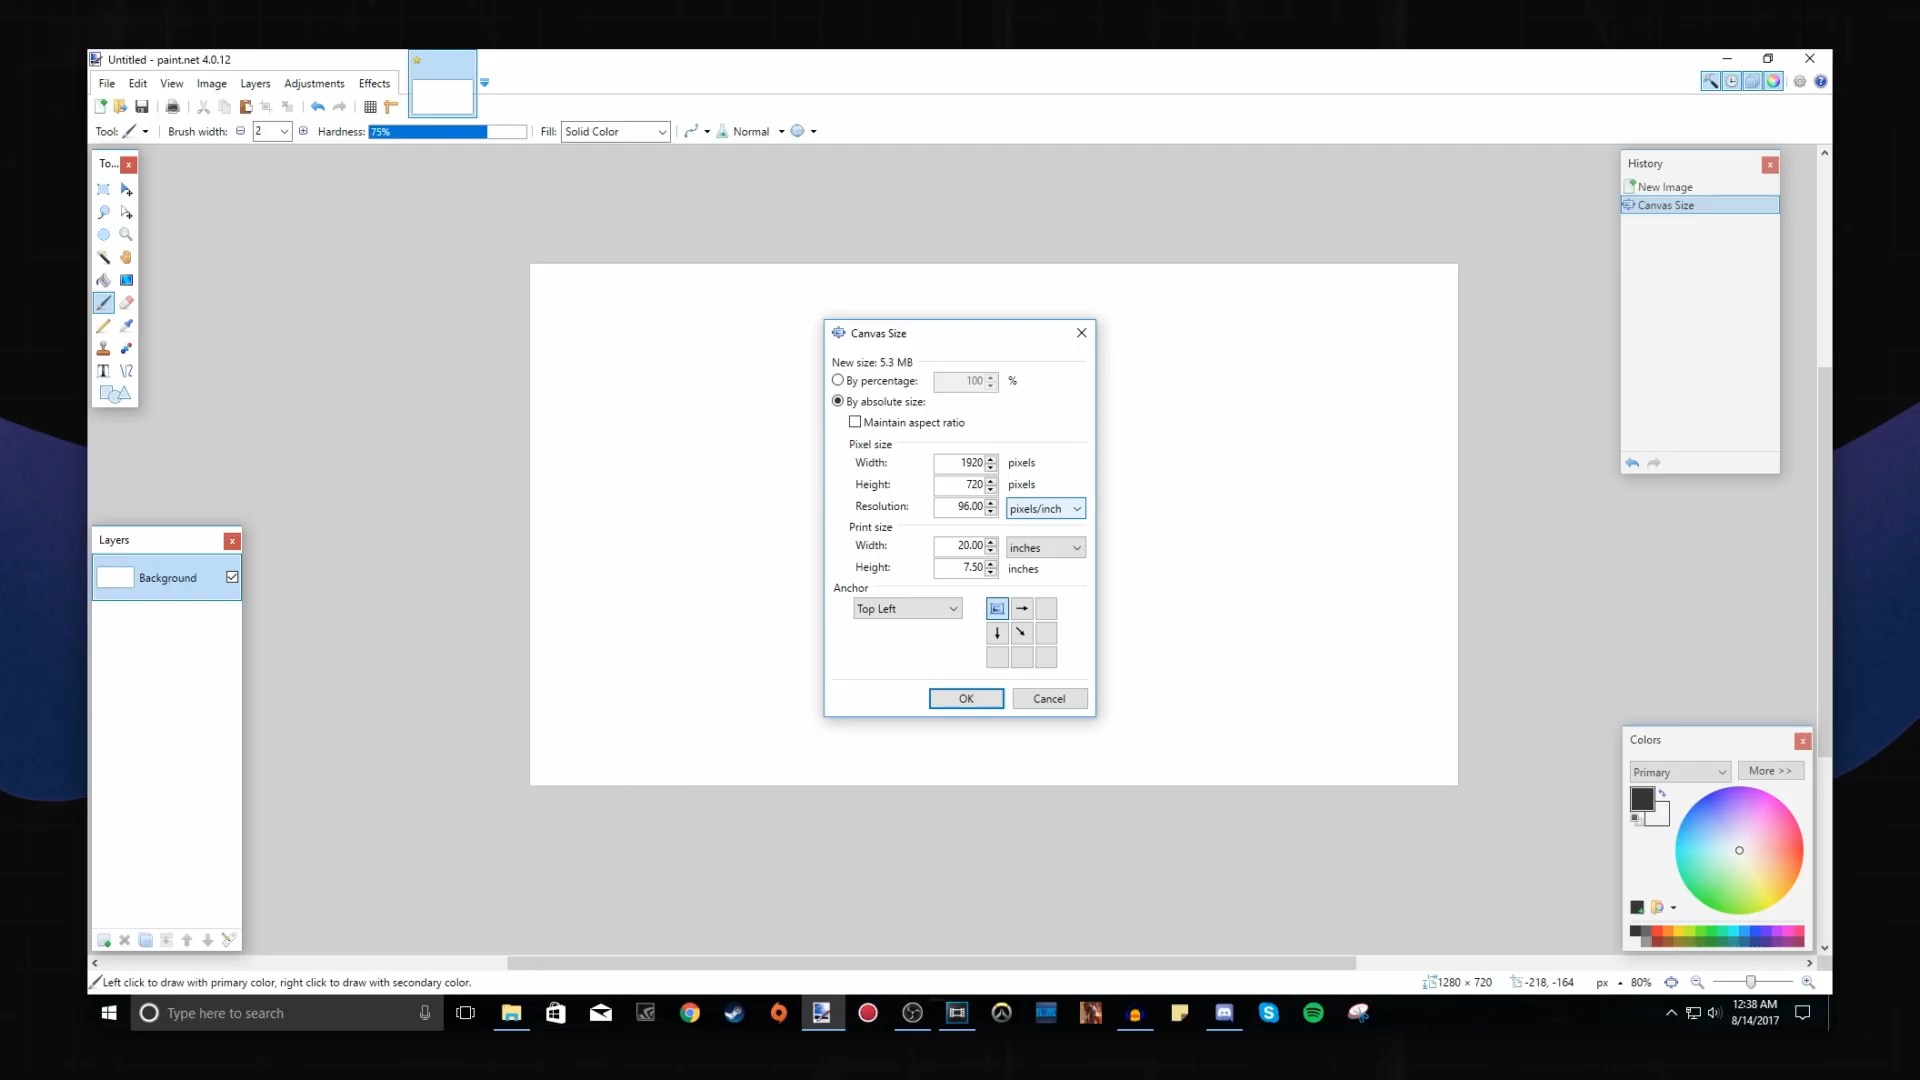 Untitled - paint.net 4.0.12
File Edit View Image Layers Adjustments Effects
Tool: Brush width: 2 Hardness: 75% Fill: Solid Color Normal
To...
History
New Image
Canvas Size
Canvas Size
New size: 5.3 MB
By percentage: 100 %
By absolute size:
Maintain aspect ratio
Pixel size
Width: 1920 pixels
Height: 720 pixels
Resolution: 96.00 pixels/inch
Print size
Width: 20.00 inches
Height: 7.50 inches
Anchor
Top Left
OK Cancel
Layers
Background
Colors
Primary More >>
Left click to draw with primary color, right click to draw with secondary color.
1280 × 720 -218, -164 px 80%
Type here to search
12:38 AM
8/14/2017